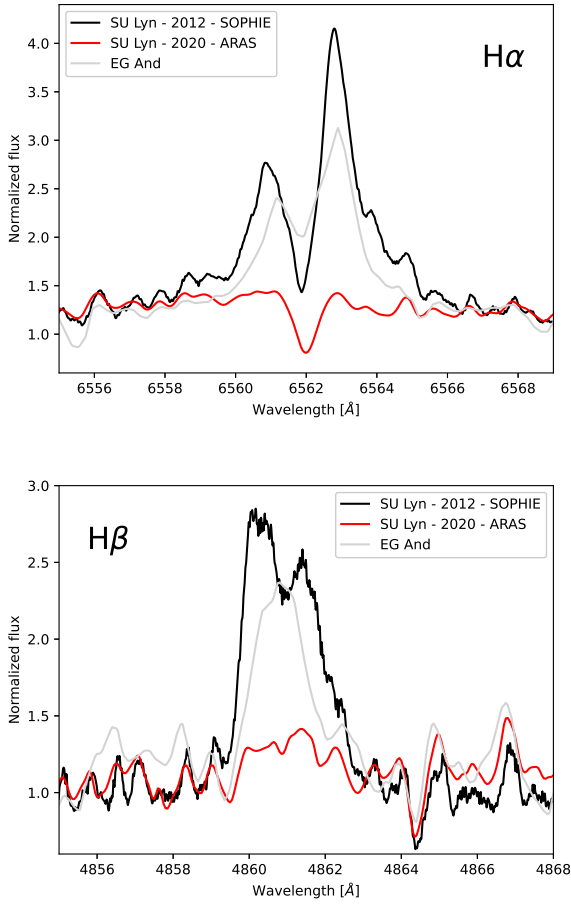 SU Lyn - 2012 - SOPHIE
SU Lyn - 2020 - ARAS
EG And
Hα
Normalized flux
4.0
3.5
3.0
2.5
2.0
1.5
1.0
6556 6558 6560 6562 6564 6566 6568
Wavelength [Å]
Hβ
SU Lyn - 2012 - SOPHIE
SU Lyn - 2020 - ARAS
EG And
Normalized flux
3.0
2.5
2.0
1.5
1.0
4856 4858 4860 4862 4864 4866 4868
Wavelength [Å]